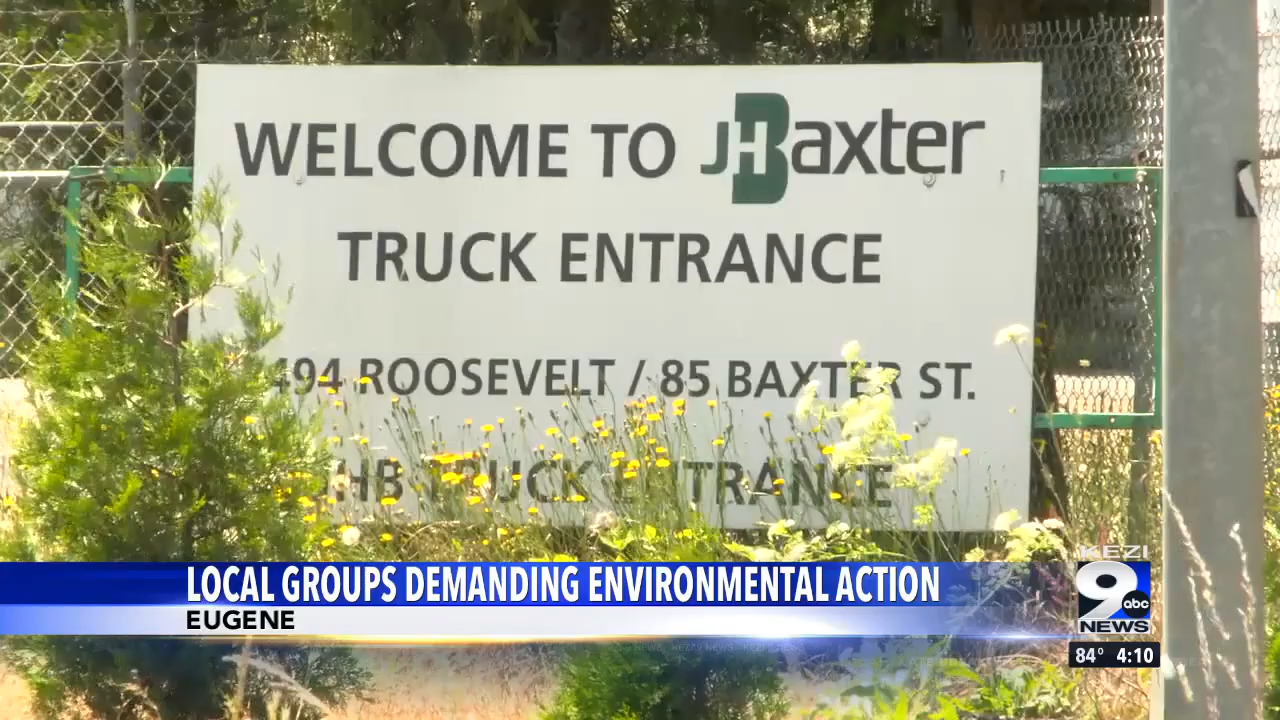 WELCOME TO JHBaxter
TRUCK ENTRANCE
494 ROOSEVELT / 85 BAXTER ST.
JHB TRUCK ENTRANCE
LOCAL GROUPS DEMANDING ENVIRONMENTAL ACTION
EUGENE
KEZI
9
abc
NEWS
84° 4:10